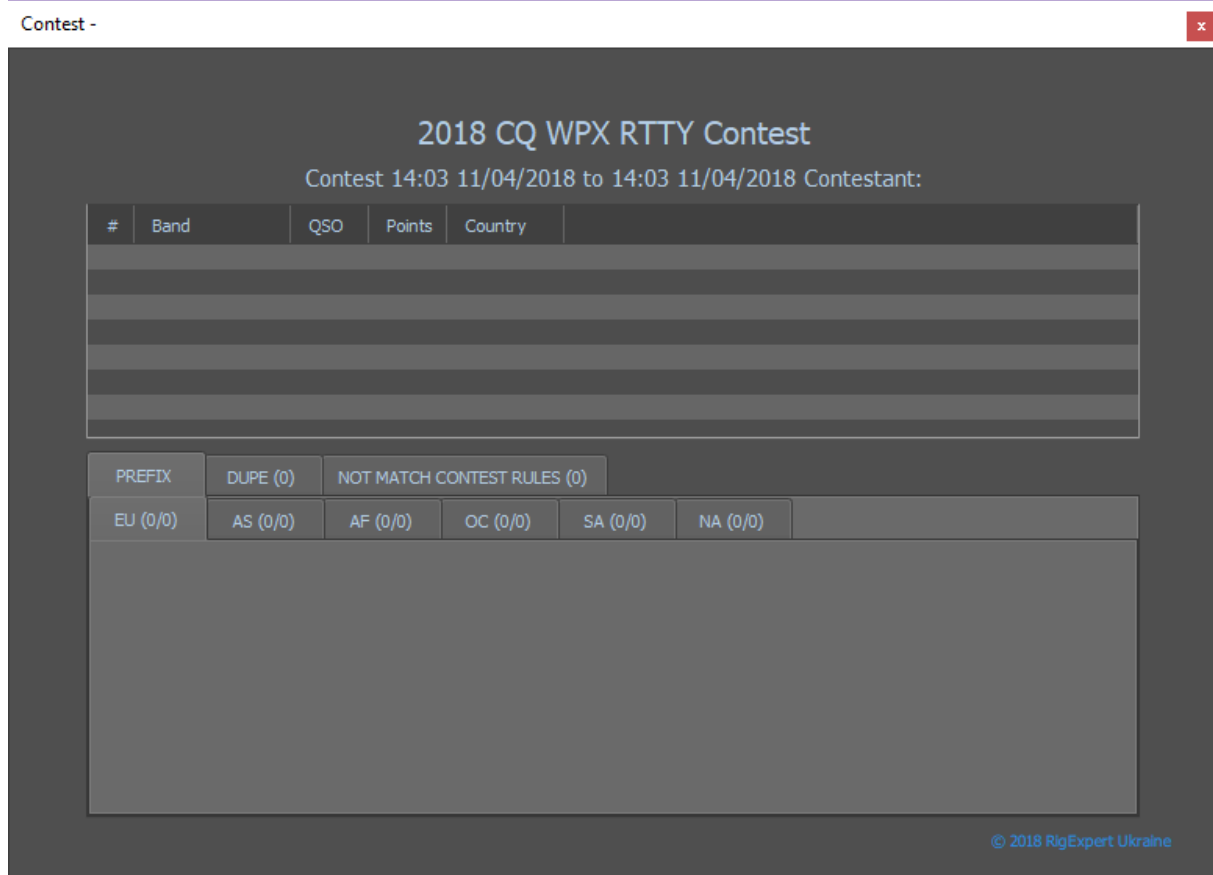 Contest -
x
2018 CQ WPX RTTY Contest
Contest 14:03 11/04/2018 to 14:03 11/04/2018 Contestant:
# Band QSO Points Country
PREFIX DUPE (0) NOT MATCH CONTEST RULES (0)
EU (0/0) AS (0/0) AF (0/0) OC (0/0) SA (0/0) NA (0/0)
© 2018 RigExpert Ukraine